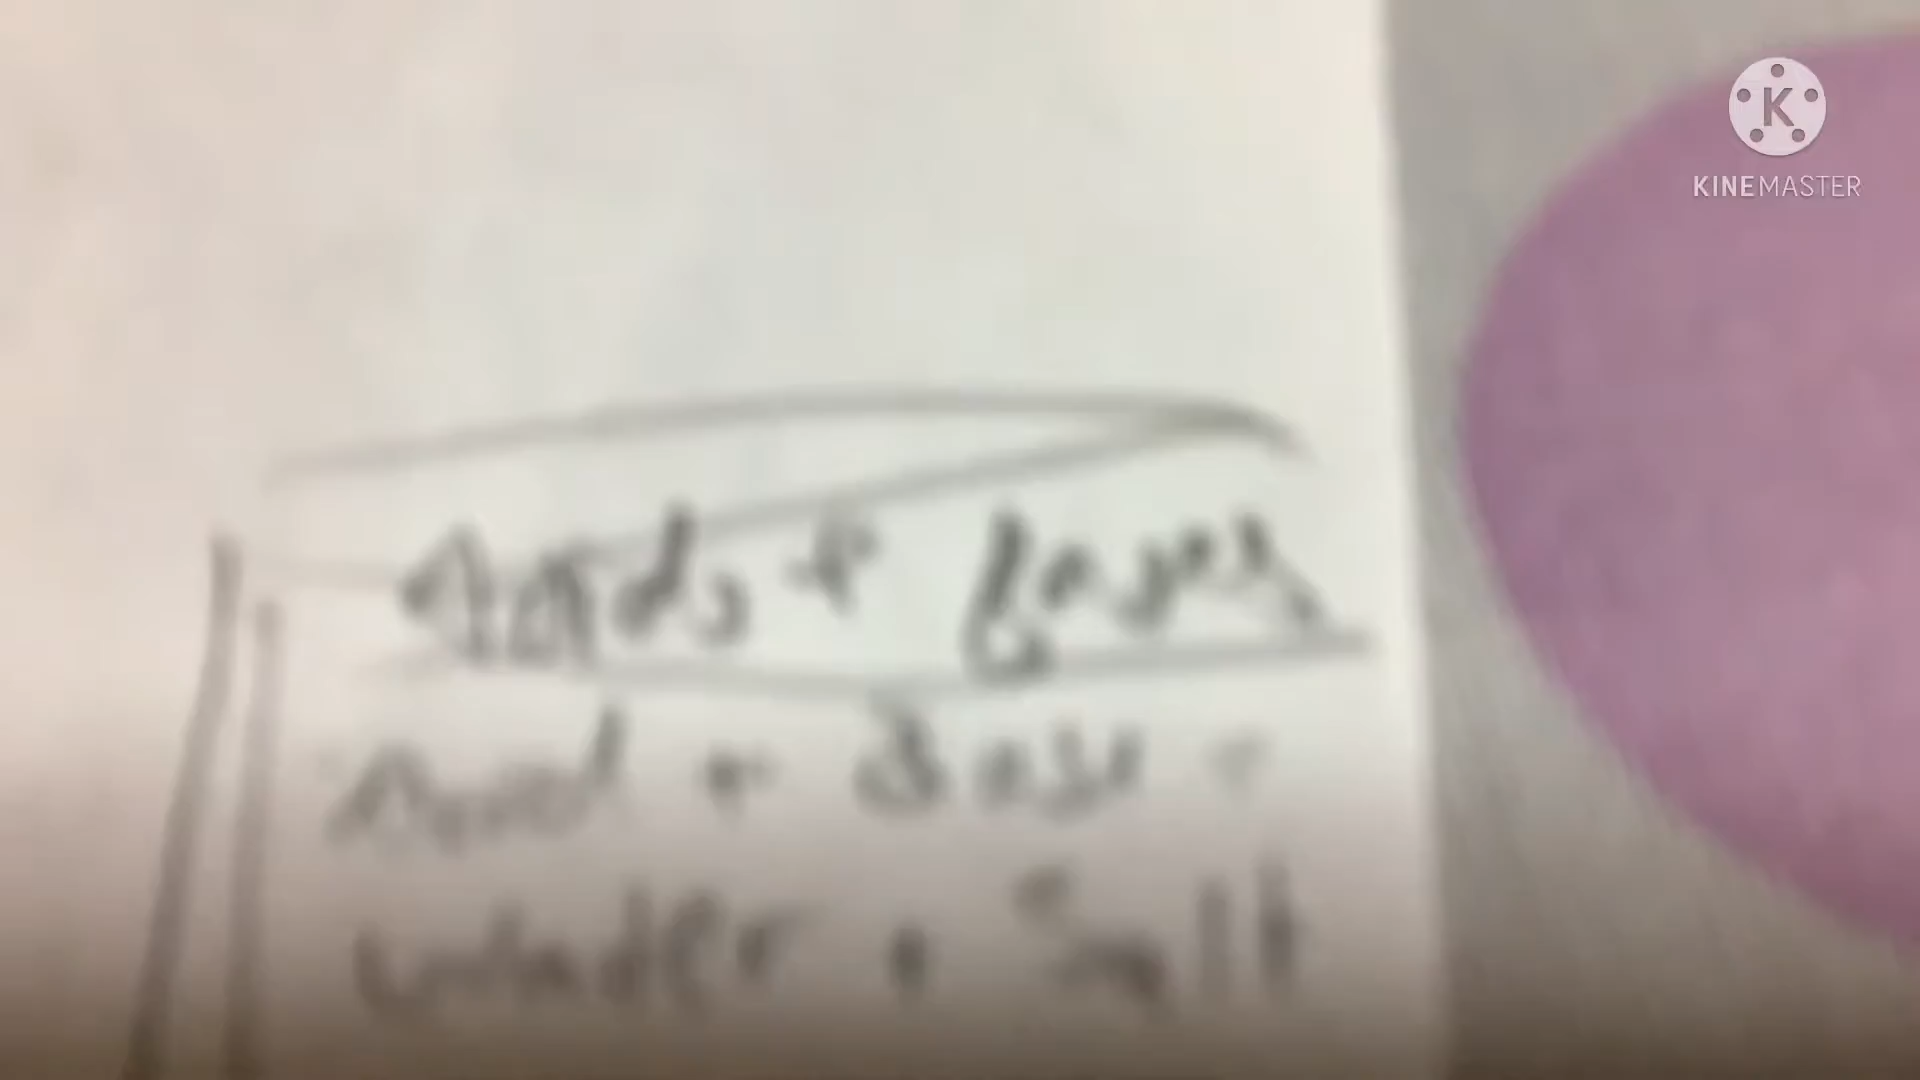 KINEMASTER
Acids + Bases
Acid + Base =
water + Salt